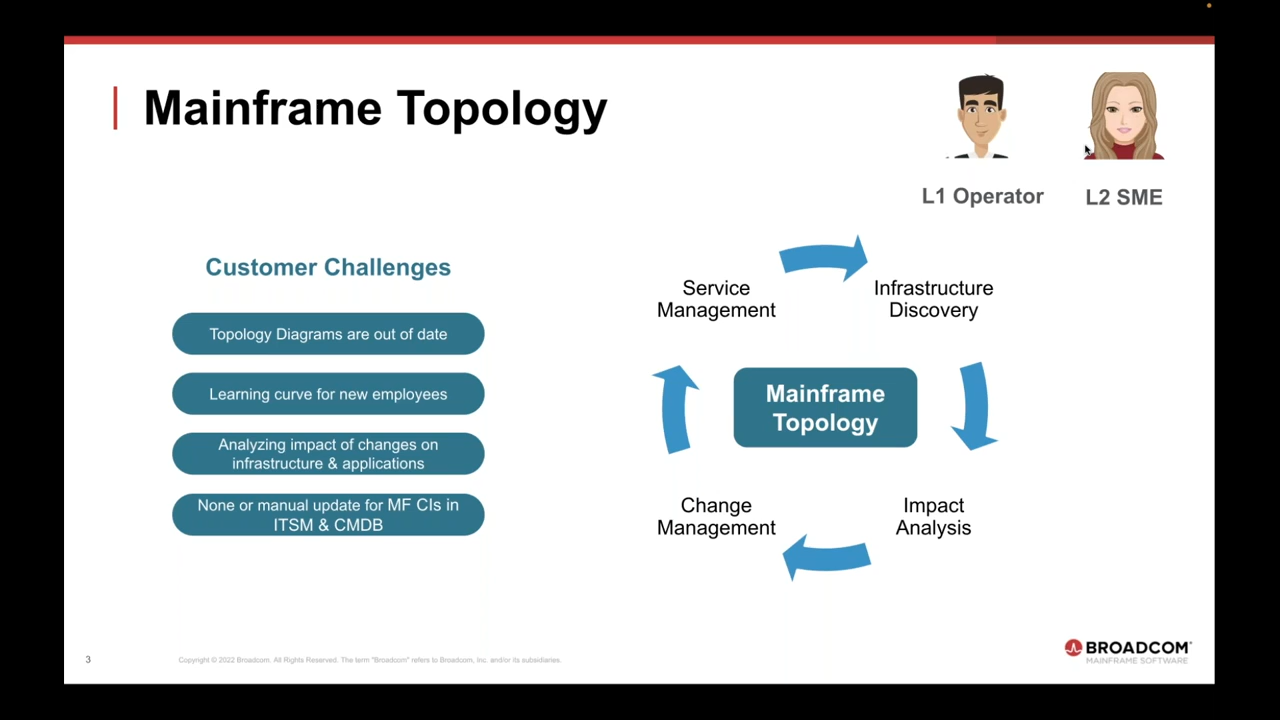 Mainframe Topology
L1 Operator
L2 SME
Customer Challenges
Topology Diagrams are out of date
Learning curve for new employees
Analyzing impact of changes on
infrastructure & applications
None or manual update for MF CIs in
ITSM & CMDB
Service
Management
Infrastructure
Discovery
Mainframe
Topology
Change
Management
Impact
Analysis
3
Copyright © 2022 Broadcom. All Rights Reserved. The term "Broadcom" refers to Broadcom, Inc. and/or its subsidiaries.
BROADCOM®
MAINFRAME SOFTWARE